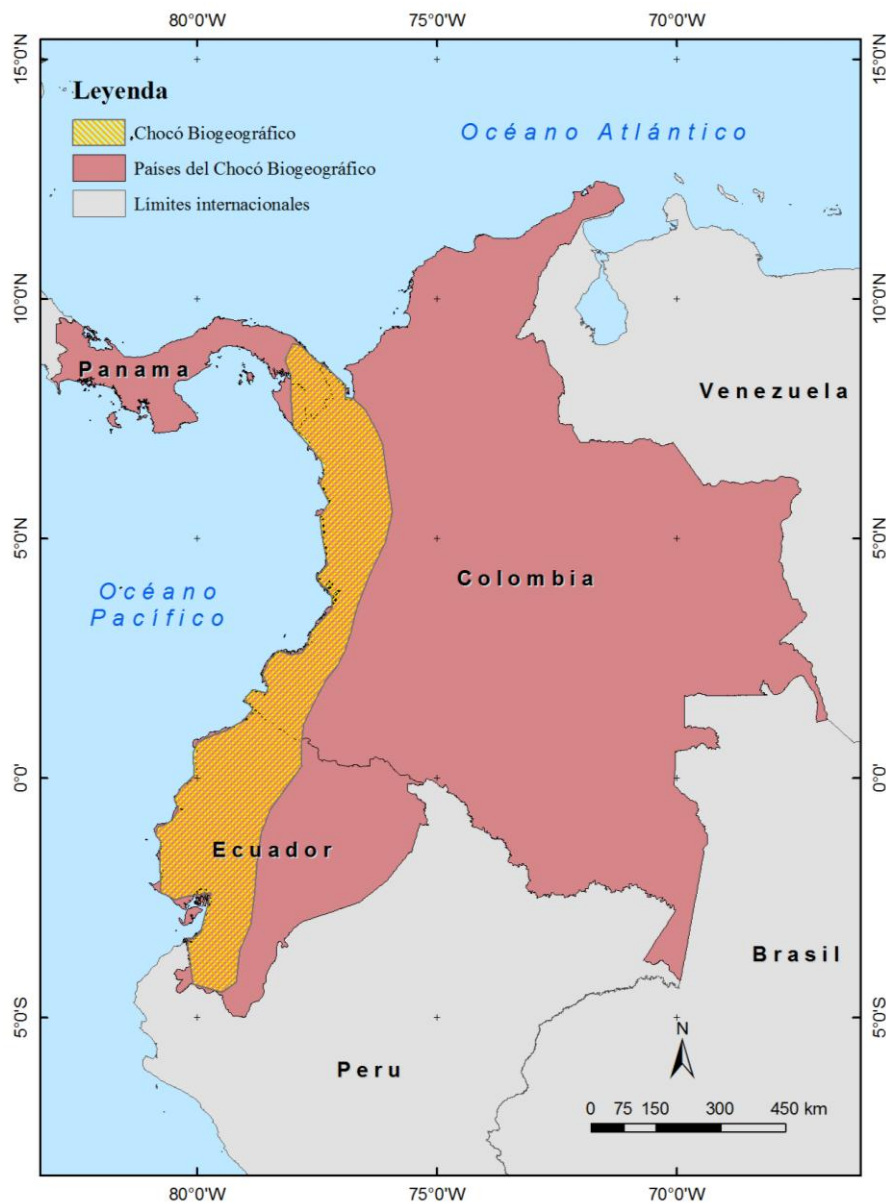 80°0'W 75°0'W 70°0'W
15°0'N 15°0'N
Leyenda
Chocó Biogeográfico
Países del Chocó Biogeográfico
Límites internacionales
Océano Atlántico
10°0'N 10°0'N
Panama
Venezuela
5°0'N 5°0'N
Colombia
Océano
Pacífico
0°0' 0°0'
Ecuador
Brasil
5°0'S 5°0'S
N
Peru
0 75 150 300 450 km
80°0'W 75°0'W 70°0'W